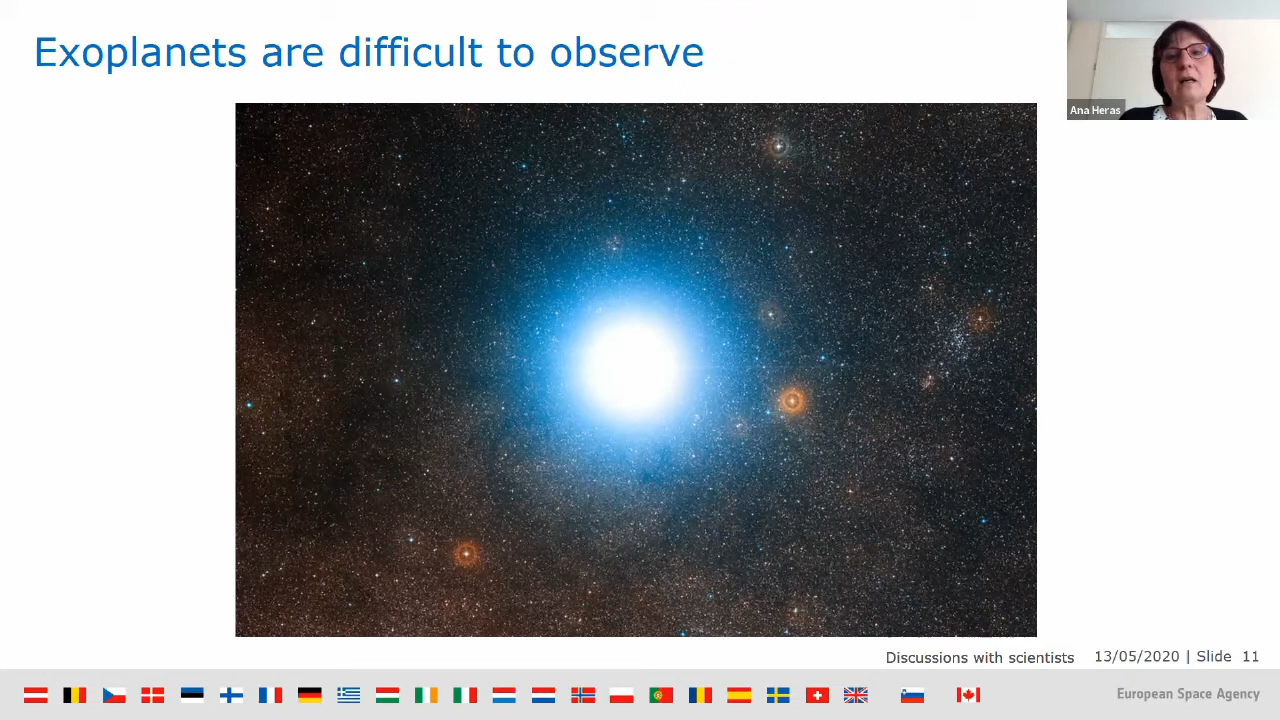 Exoplanets are difficult to observe
Ana Heras
Discussions with scientists 13/05/2020 | Slide 11
European Space Agency